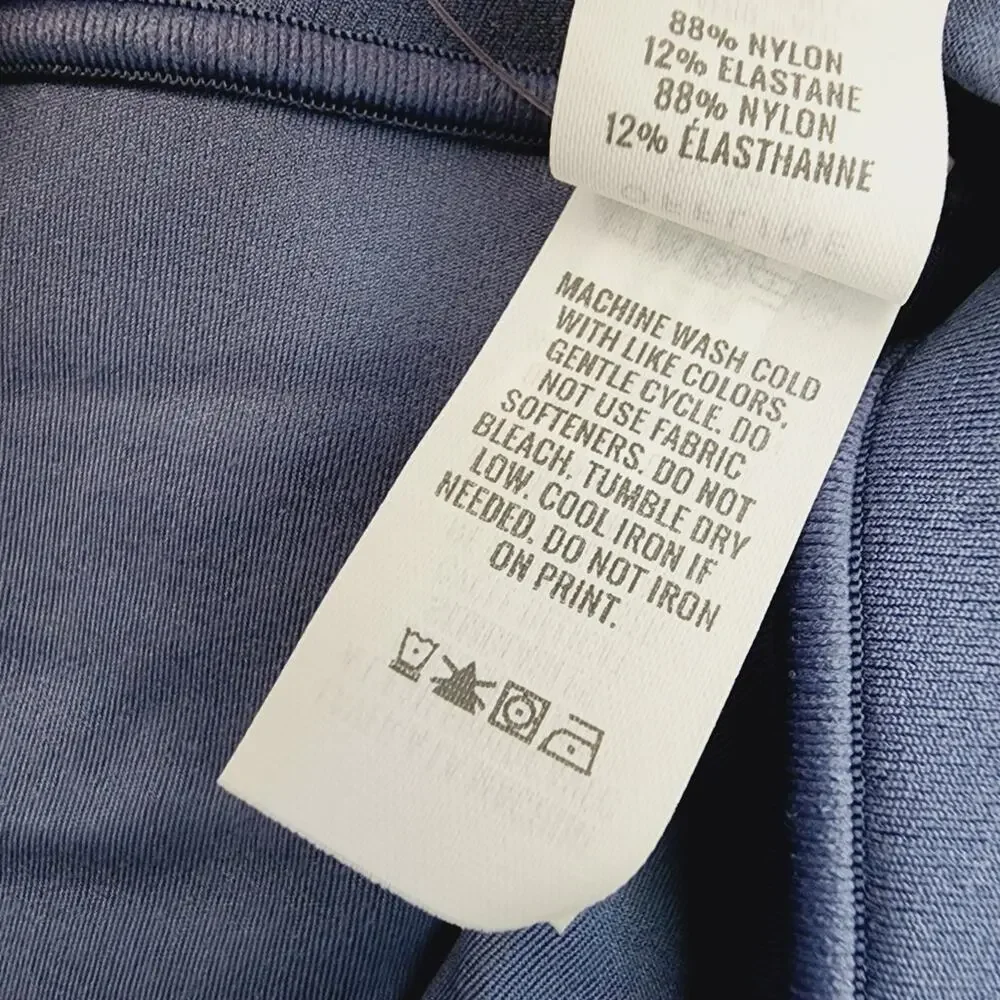 88% NYLON
12% ELASTANE
88% NYLON
12% ÉLASTHANNE
MACHINE WASH COLD
WITH LIKE COLORS.
GENTLE CYCLE. DO
NOT USE FABRIC
SOFTENERS. DO NOT
BLEACH. TUMBLE DRY
LOW. COOL IRON IF
NEEDED. DO NOT IRON
ON PRINT.